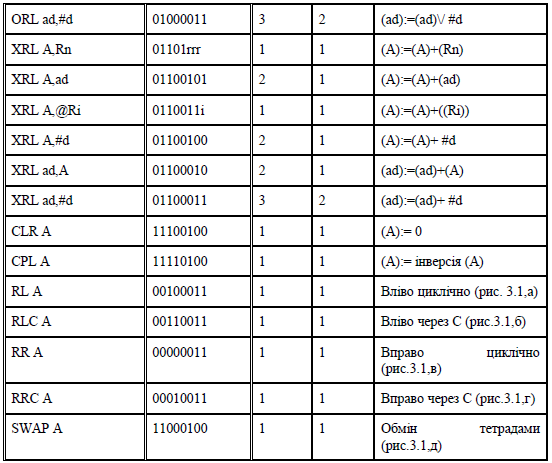 ORL ad,#d 01000011 3 2 (ad):=(ad)\/ #d
XRL A,Rn 01101rrr 1 1 (A):=(A)+(Rn)
XRL A,ad 01100101 2 1 (A):=(A)+(ad)
XRL A,@Ri 0110011i 1 1 (A):=(A)+((Ri))
XRL A,#d 01100100 2 1 (A):=(A)+ #d
XRL ad,A 01100010 2 1 (ad):=(ad)+(A)
XRL ad,#d 01100011 3 2 (ad):=(ad)+ #d
CLR A 11100100 1 1 (A):= 0
CPL A 11110100 1 1 (A):= інверсія (A)
RL A 00100011 1 1 Вліво циклічно (рис. 3.1,а)
RLC A 00110011 1 1 Вліво через C (рис.3.1,б)
RR A 00000011 1 1 Вправо циклічно
(рис.3.1,в)
RRC A 00010011 1 1 Вправо через C (рис.3.1,г)
SWAP A 11000100 1 1 Обмін тетрадами
(рис.3.1,д)